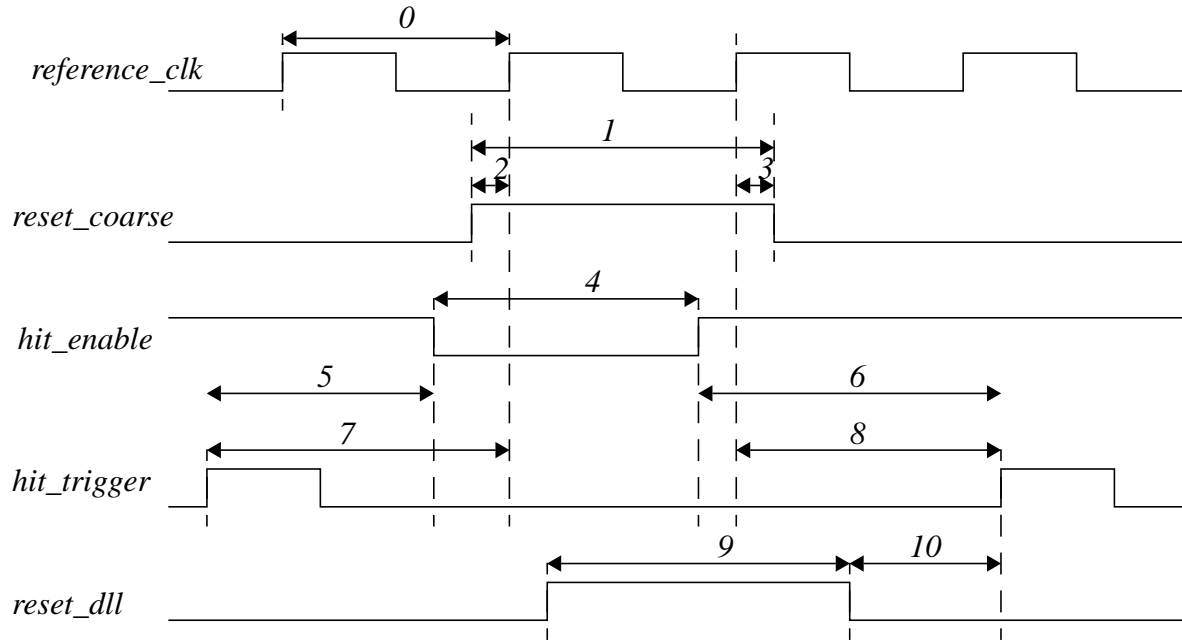 0
reference_clk
1
2 3
reset_coarse
4
hit_enable
5 6
7 8
hit_trigger
9 10
reset_dll